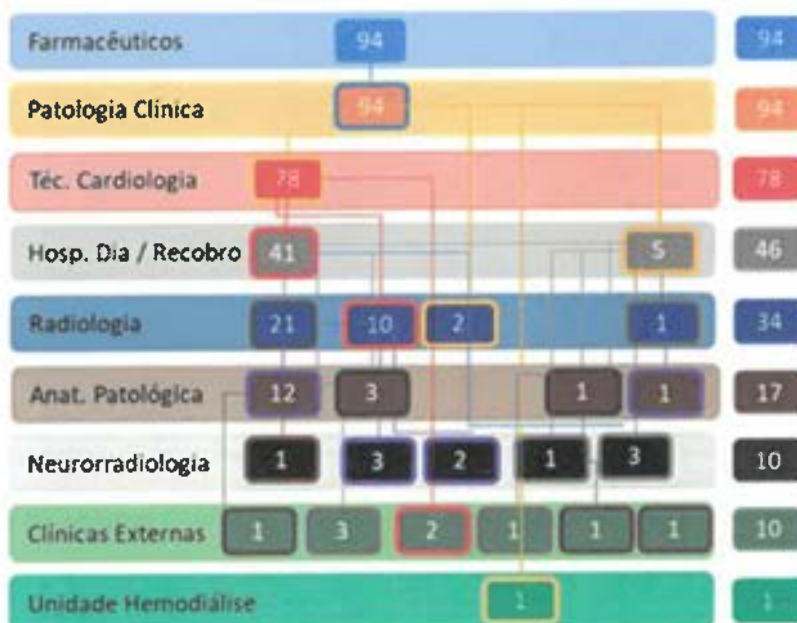 Farmacêuticos 94 94
Patologia Clínica 94 94
Téc. Cardiologia 78 78
Hosp. Dia / Recobro 41 5 46
Radiologia 21 10 2 1 34
Anat. Patológica 12 3 1 1 17
Neurorradiologia 1 3 2 1 3 10
Clínicas Externas 1 3 2 1 1 1 10
Unidade Hemodiálise 1 1